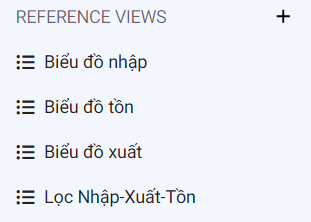 REFERENCE VIEWS
Biểu đồ nhập
Biểu đồ tồn
Biểu đồ xuất
Lọc Nhập-Xuất-Tồn